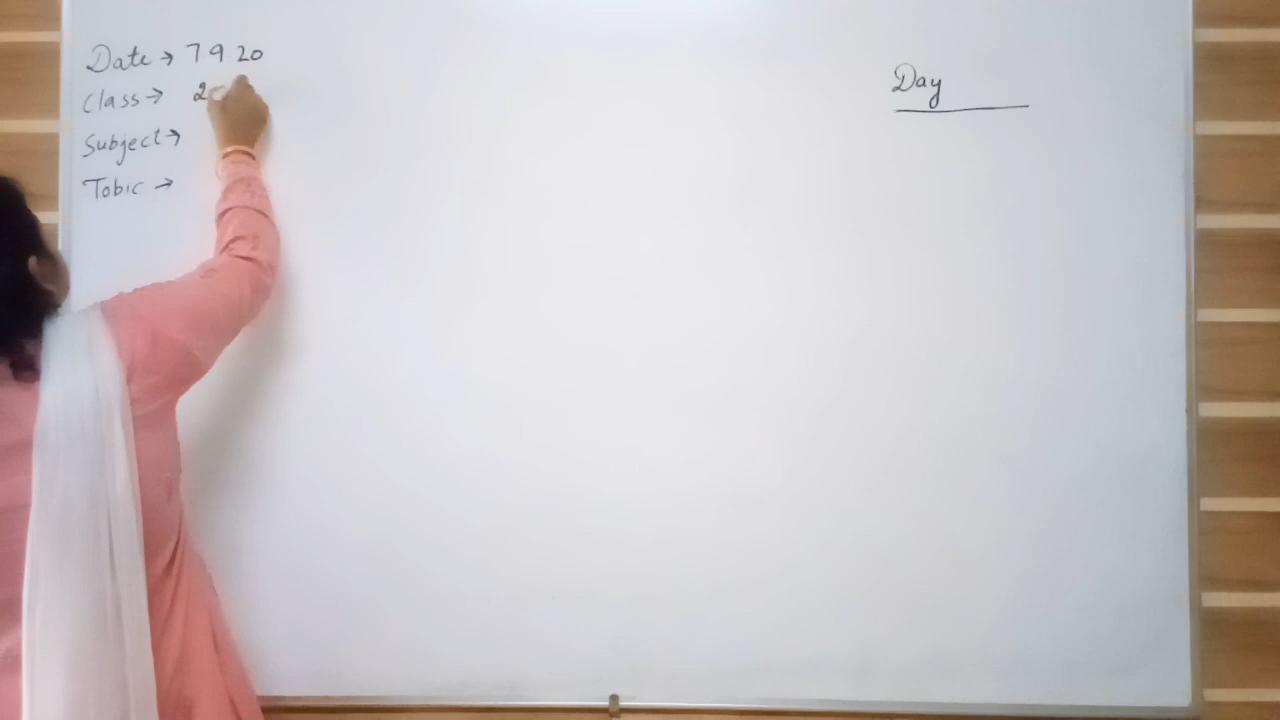 Date → 7 9 20
Class → 2
Subject →
Tobic →
Day